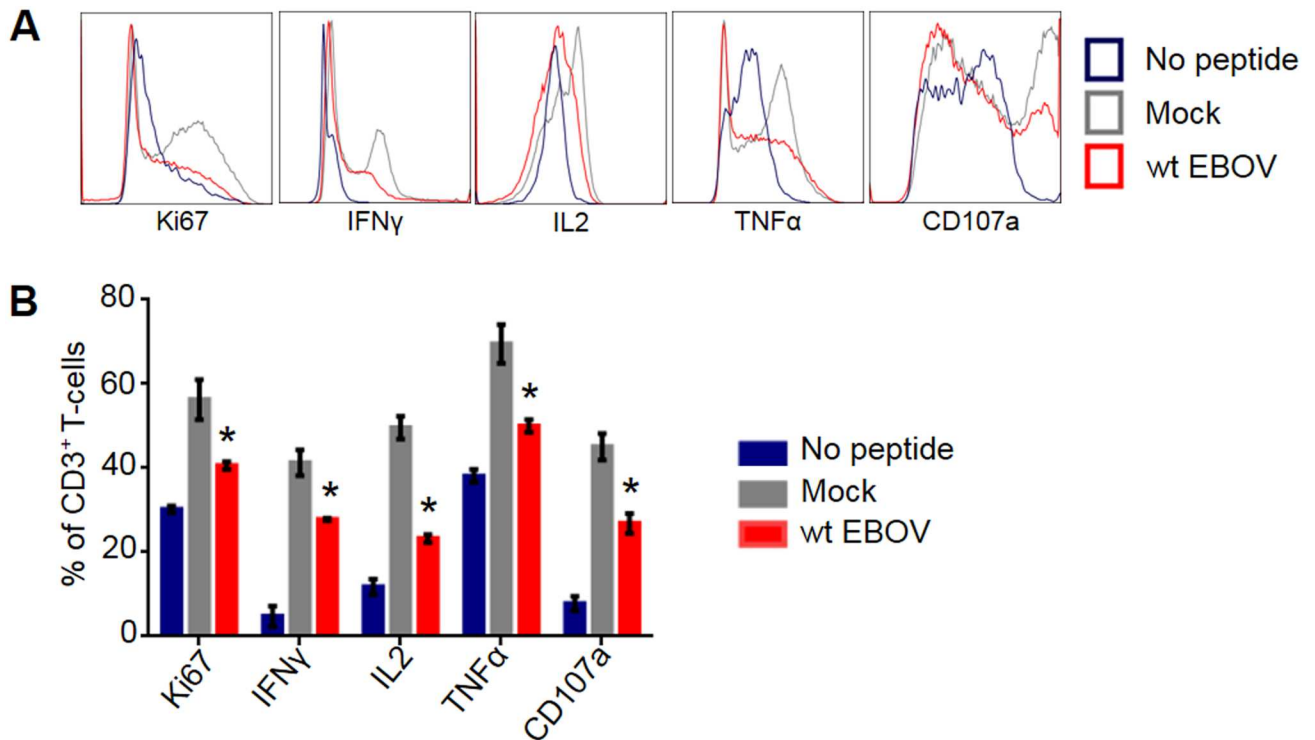 A
Ki67
IFNγ
IL2
TNFα
CD107a
No peptide
Mock
wt EBOV
B
% of CD3⁺ T-cells
80
60
40
20
0
*
*
*
*
*
Ki67
IFNγ
IL2
TNFα
CD107a
No peptide
Mock
wt EBOV